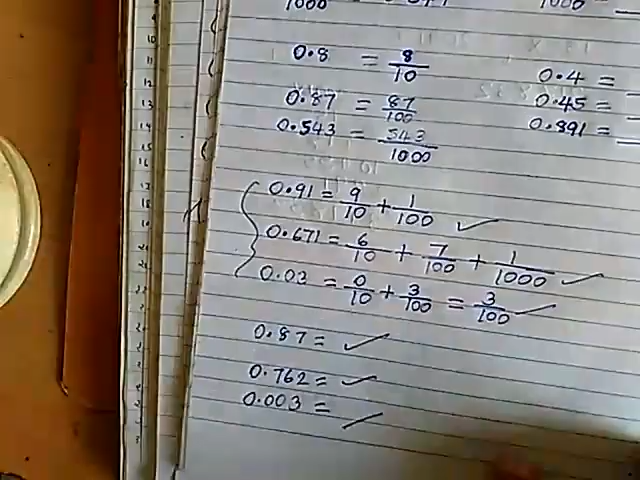 1000 1000
0.8 = 8/10 0.4 =
0.87 = 87/100 0.45 =
0.543 = 543/1000 0.891 =
0.91 = 9/10 + 1/100 ✓
0.671 = 6/10 + 7/100 + 1/1000 ✓
0.03 = 0/10 + 3/100 = 3/100 ✓
0.87 = ✓
0.762 = ✓
0.003 =